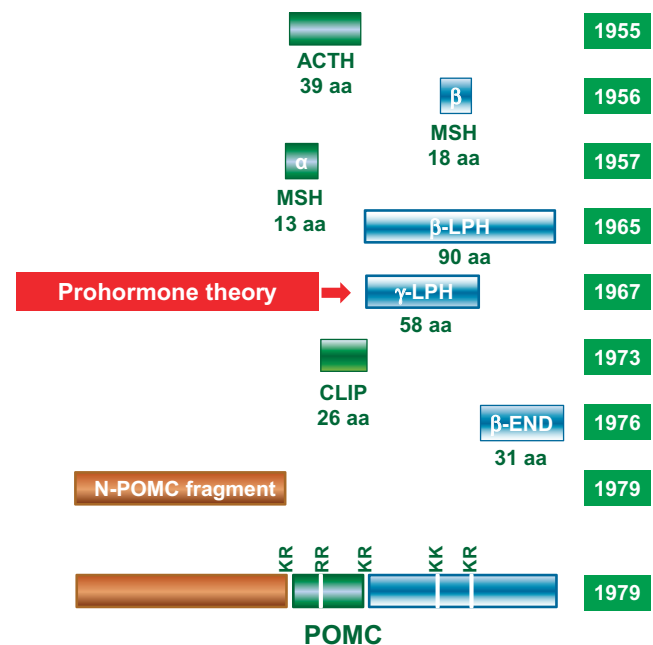 1955
ACTH
39 aa
1956
β
MSH
18 aa
1957
α
MSH
13 aa
1965
β-LPH
90 aa
Prohormone theory
γ-LPH
1967
58 aa
1973
CLIP
26 aa
1976
β-END
31 aa
N-POMC fragment
1979
KR RR KR KK KR
1979
POMC